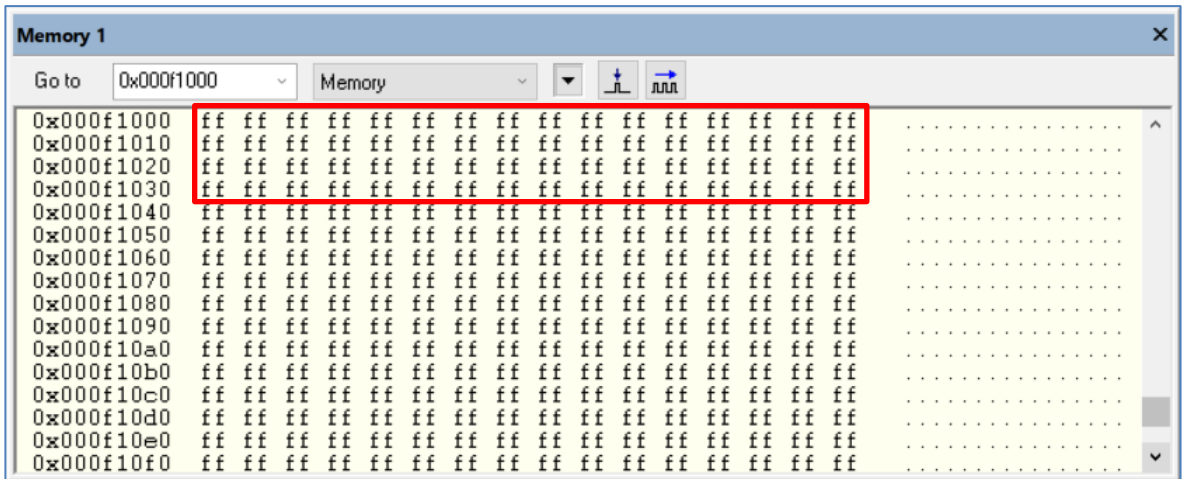 Memory 1
Go to 0x000f1000 Memory
0x000f1000 ff ff ff ff ff ff ff ff ff ff ff ff ff ff ff ff ................
0x000f1010 ff ff ff ff ff ff ff ff ff ff ff ff ff ff ff ff ................
0x000f1020 ff ff ff ff ff ff ff ff ff ff ff ff ff ff ff ff ................
0x000f1030 ff ff ff ff ff ff ff ff ff ff ff ff ff ff ff ff ................
0x000f1040 ff ff ff ff ff ff ff ff ff ff ff ff ff ff ff ff ................
0x000f1050 ff ff ff ff ff ff ff ff ff ff ff ff ff ff ff ff ................
0x000f1060 ff ff ff ff ff ff ff ff ff ff ff ff ff ff ff ff ................
0x000f1070 ff ff ff ff ff ff ff ff ff ff ff ff ff ff ff ff ................
0x000f1080 ff ff ff ff ff ff ff ff ff ff ff ff ff ff ff ff ................
0x000f1090 ff ff ff ff ff ff ff ff ff ff ff ff ff ff ff ff ................
0x000f10a0 ff ff ff ff ff ff ff ff ff ff ff ff ff ff ff ff ................
0x000f10b0 ff ff ff ff ff ff ff ff ff ff ff ff ff ff ff ff ................
0x000f10c0 ff ff ff ff ff ff ff ff ff ff ff ff ff ff ff ff ................
0x000f10d0 ff ff ff ff ff ff ff ff ff ff ff ff ff ff ff ff ................
0x000f10e0 ff ff ff ff ff ff ff ff ff ff ff ff ff ff ff ff ................
0x000f10f0 ff ff ff ff ff ff ff ff ff ff ff ff ff ff ff ff ................